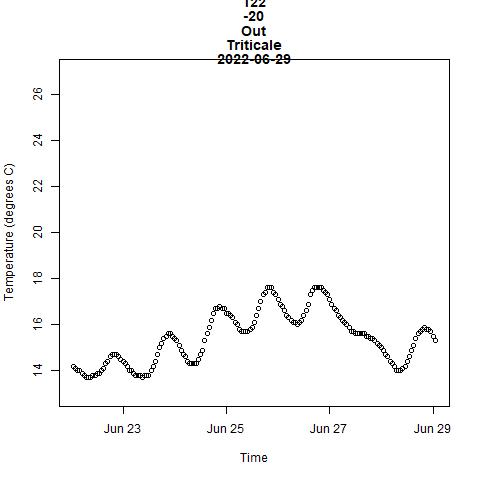 122
-20
Out
Triticale
2022-06-29
26
24
22
20
18
16
14
Temperature (degrees C)
Jun 23
Jun 25
Jun 27
Jun 29
Time